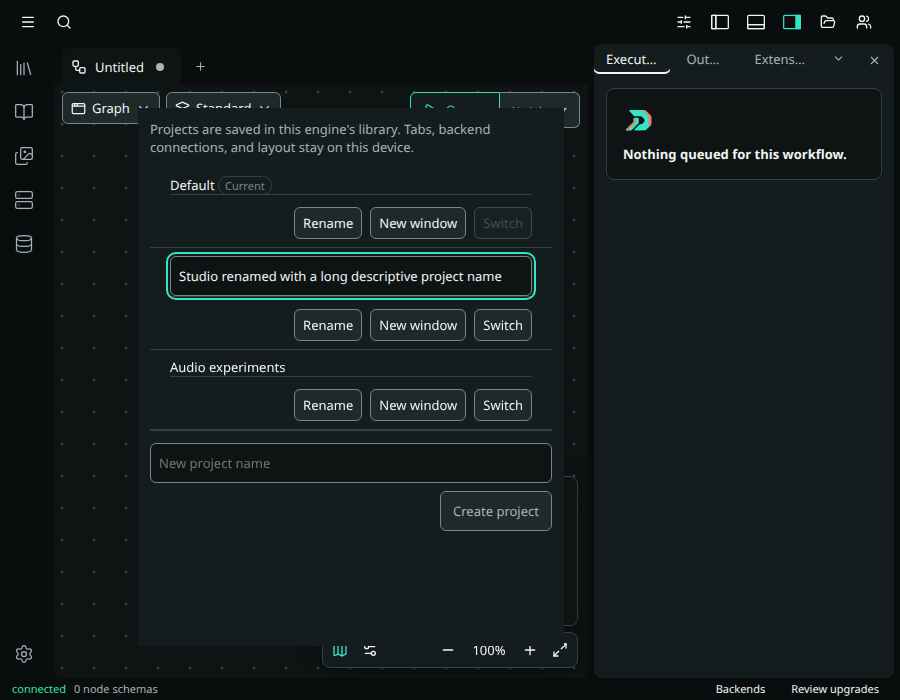 Untitled
Execut...
Out...
Extens...
Graph
Standard
Projects are saved in this engine's library. Tabs, backend
connections, and layout stay on this device.
Default Current
Rename New window Switch
Studio renamed with a long descriptive project name
Rename New window Switch
Audio experiments
Rename New window Switch
New project name
Create project
Nothing queued for this workflow.
100%
connected 0 node schemas
Backends Review upgrades